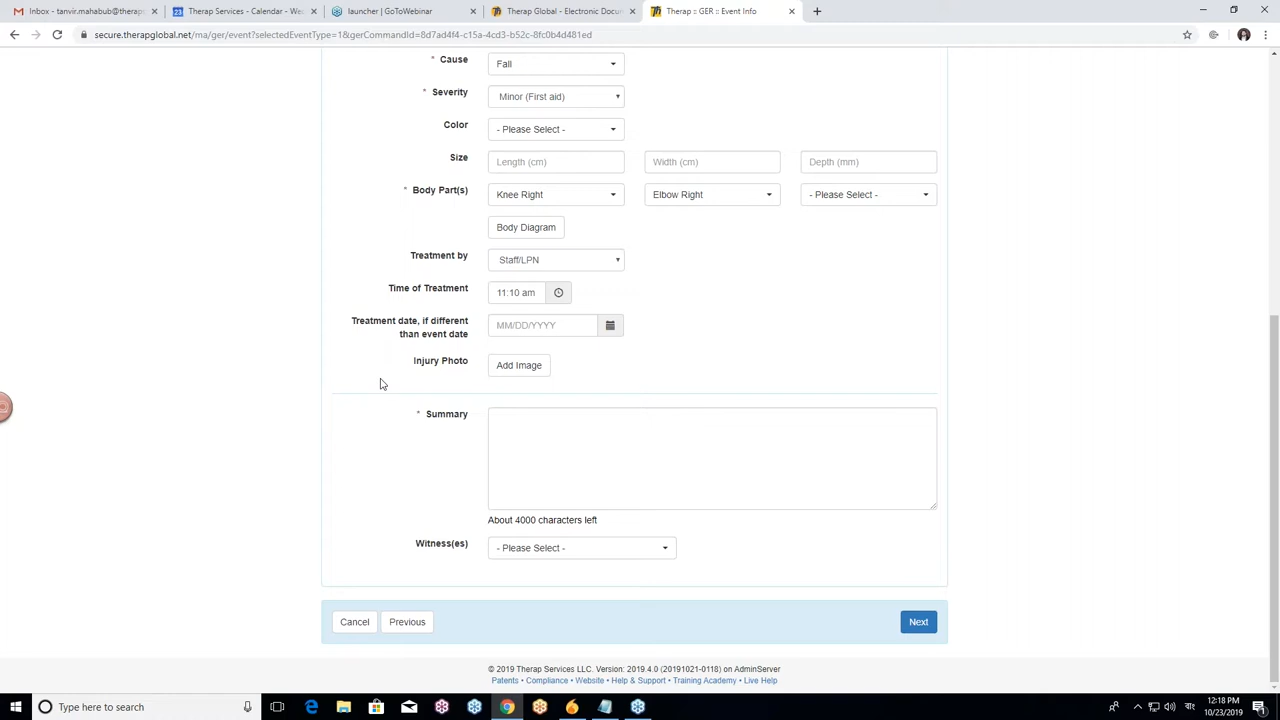 Inbox - tanvir.mahabub@theraps
Therap Services - Calendar - We
launcher | GoToWebinar
Therap Global - Electronic Docu
Therap :: GER :: Event Info
secure.therapglobal.net/ma/ger/event?selectedEventType=1&gerCommandId=8d7ad4f4-c15a-4cd3-b52c-8fc0b4d481ed
* Cause
Fall
* Severity
Minor (First aid)
Color
- Please Select -
Size
Length (cm)
Width (cm)
Depth (mm)
* Body Part(s)
Knee Right
Elbow Right
- Please Select -
Body Diagram
Treatment by
Staff/LPN
Time of Treatment
11:10 am
Treatment date, if different
than event date
MM/DD/YYYY
Injury Photo
Add Image
* Summary
About 4000 characters left
Witness(es)
- Please Select -
Cancel
Previous
Next
© 2019 Therap Services LLC. Version: 2019.4.0 (20191021-0118) on AdminServer
Patents • Compliance • Website • Help & Support • Training Academy • Live Help
Type here to search
12:18 PM
10/23/2019